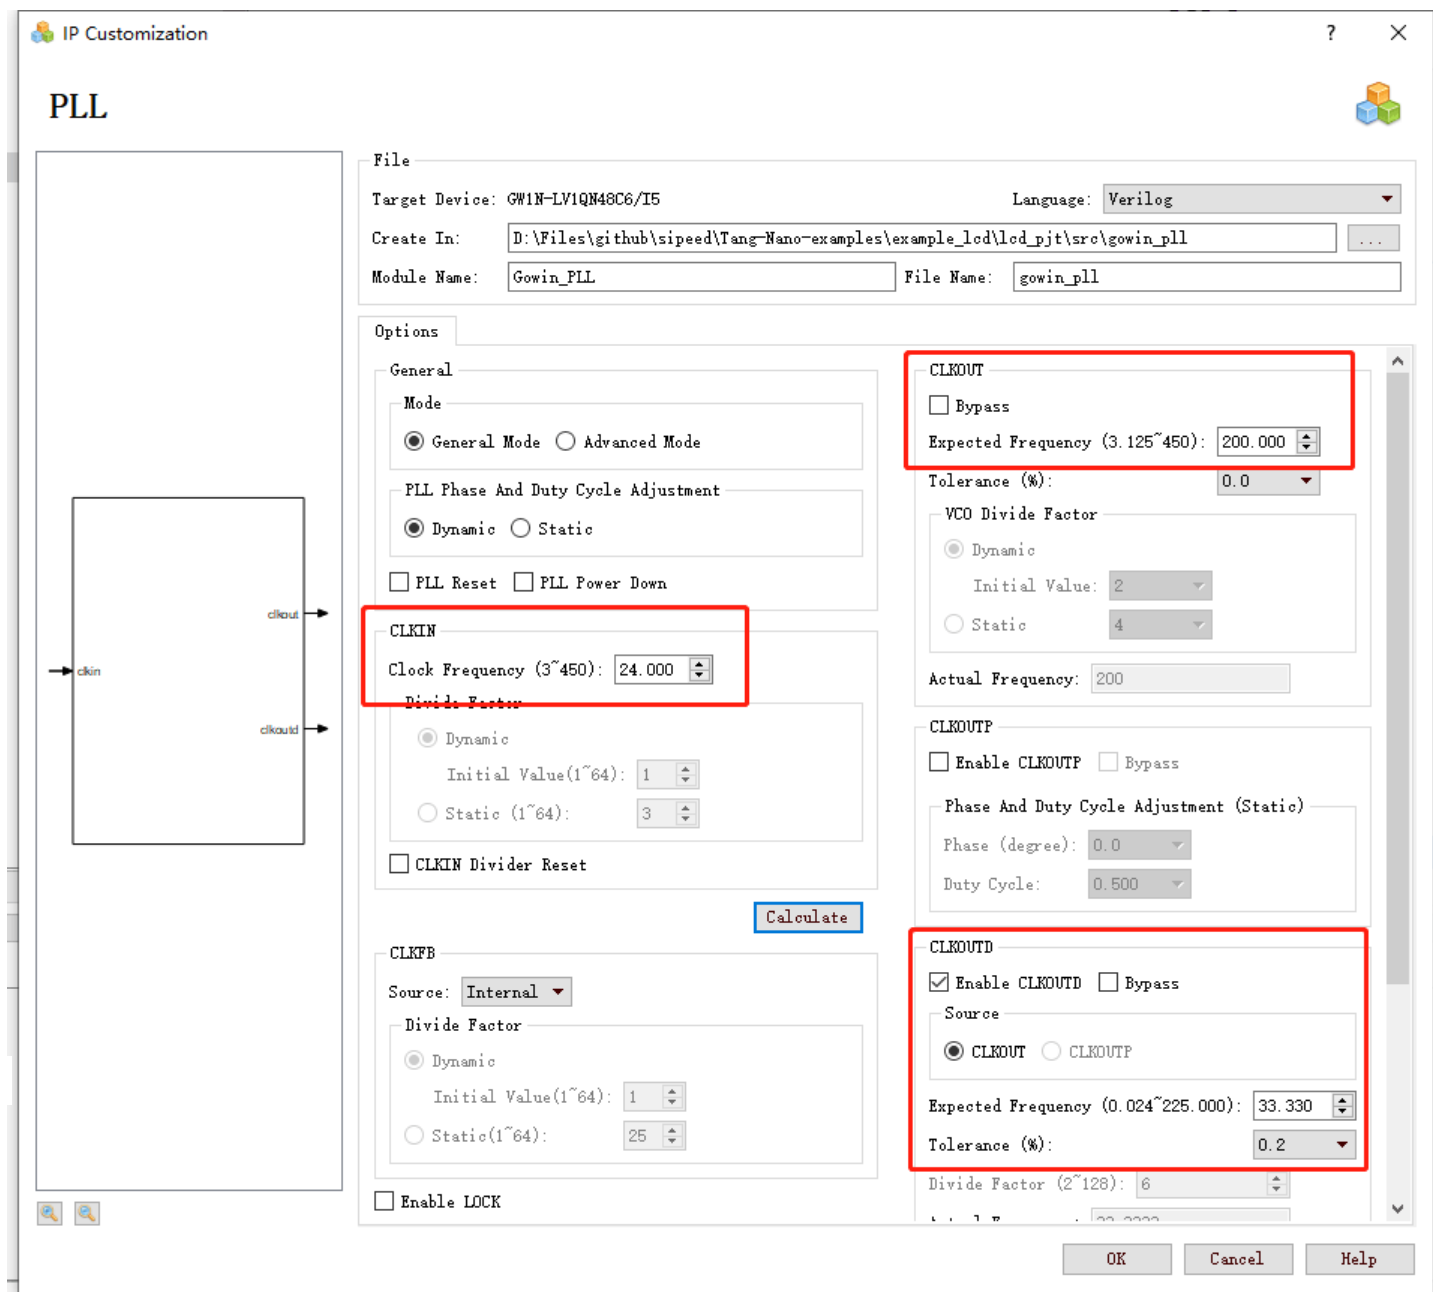 IP Customization
?
PLL
clkin
clkout
clkoutd
File
Target Device: GW1N-LV1QN48C6/I5
Language: Verilog
Create In: D:\Files\github\sipeed\Tang-Nano-examples\example_lcd\lcd_pjt\src\gowin_pll
...
Module Name: Gowin_PLL
File Name: gowin_pll
Options
General
Mode
General Mode
Advanced Mode
PLL Phase And Duty Cycle Adjustment
Dynamic
Static
PLL Reset
PLL Power Down
CLKIN
Clock Frequency (3~450): 24.000
Divide Factor
Dynamic
Initial Value(1~64): 1
Static (1~64): 3
CLKIN Divider Reset
Calculate
CLKFB
Source: Internal
Divide Factor
Dynamic
Initial Value(1~64): 1
Static(1~64): 25
Enable LOCK
CLKOUT
Bypass
Expected Frequency (3.125~450): 200.000
Tolerance (%): 0.0
VCO Divide Factor
Dynamic
Initial Value: 2
Static 4
Actual Frequency: 200
CLKOUTP
Enable CLKOUTP
Bypass
Phase And Duty Cycle Adjustment (Static)
Phase (degree): 0.0
Duty Cycle: 0.500
CLKOUTD
Enable CLKOUTD
Bypass
Source
CLKOUT
CLKOUTP
Expected Frequency (0.024~225.000): 33.330
Tolerance (%): 0.2
Divide Factor (2~128): 6
OK
Cancel
Help